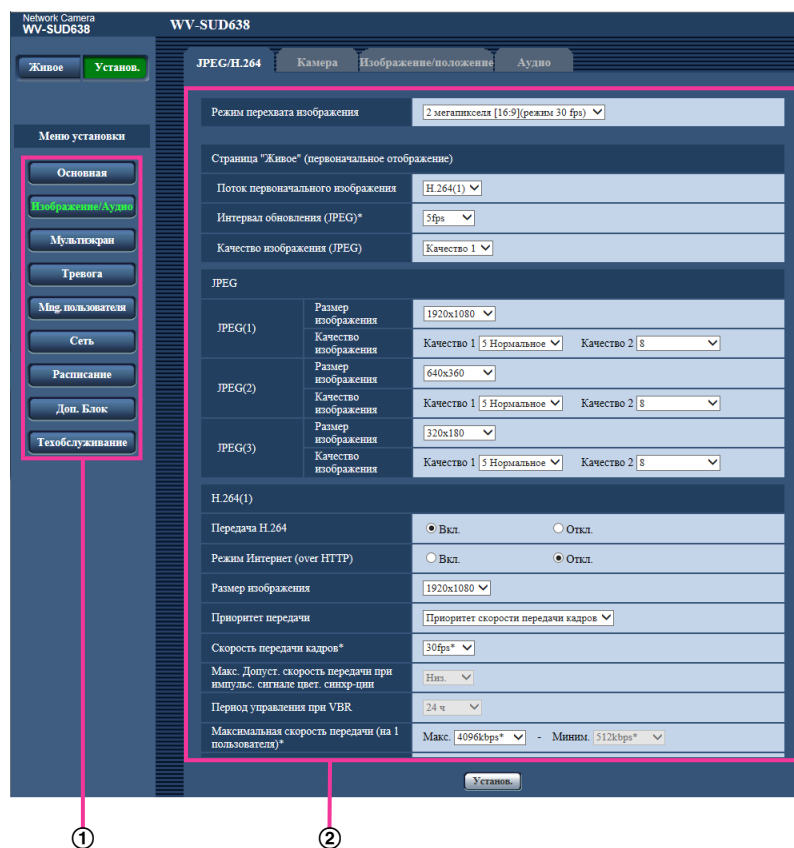 Network Camera
WV-SUD638
WV-SUD638
Живое
Установ.
Меню установки
Основная
Изображение/Аудио
Мультиэкран
Тревога
Mng. пользователя
Сеть
Расписание
Доп. Блок
Техобслуживание
JPEG/H.264
Камера
Изображение/положение
Аудио
Режим перехвата изображения
2 мегапикселя [16:9](режим 30 fps)
Страница "Живое" (первоначальное отображение)
Поток первоначального изображения
H.264(1)
Интервал обновления (JPEG)*
5fps
Качество изображения (JPEG)
Качество 1
JPEG
JPEG(1)
Размер
изображения
1920x1080
Качество
изображения
Качество 1 5 Нормальное Качество 2 8
JPEG(2)
Размер
изображения
640x360
Качество
изображения
Качество 1 5 Нормальное Качество 2 8
JPEG(3)
Размер
изображения
320x180
Качество
изображения
Качество 1 5 Нормальное Качество 2 8
H.264(1)
Передача H.264
Вкл. Откл.
Режим Интернет (over HTTP)
Вкл. Откл.
Размер изображения
1920x1080
Приоритет передачи
Приоритет скорости передачи кадров
Скорость передачи кадров*
30fps*
Макс. Допуст. скорость передачи при
импульс. сигнале цвет. синхр-ции
Низ.
Период управления при VBR
24 ч
Максимальная скорость передачи (на 1
пользователя)*
Макс. 4096kbps* - Миним. 512kbps*
Установ.
①
②